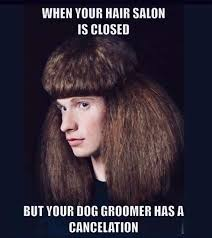 WHEN YOUR HAIR SALON
IS CLOSED
BUT YOUR DOG GROOMER HAS A
CANCELATION